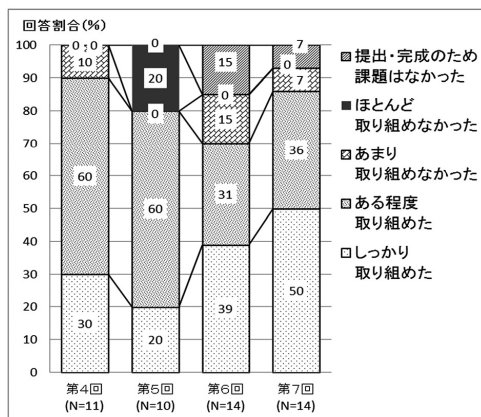 回答割合(%)
100
90
80
70
60
50
40
30
20
10
0
0
0
10
60
30
0
20
0
60
20
15
0
15
31
39
7
0
7
36
50
第4回
(N=11)
第5回
(N=10)
第6回
(N=14)
第7回
(N=14)
提出・完成のため
課題はなかった
ほとんど
取り組めなかった
あまり
取り組めなかった
ある程度
取り組めた
しっかり
取り組めた